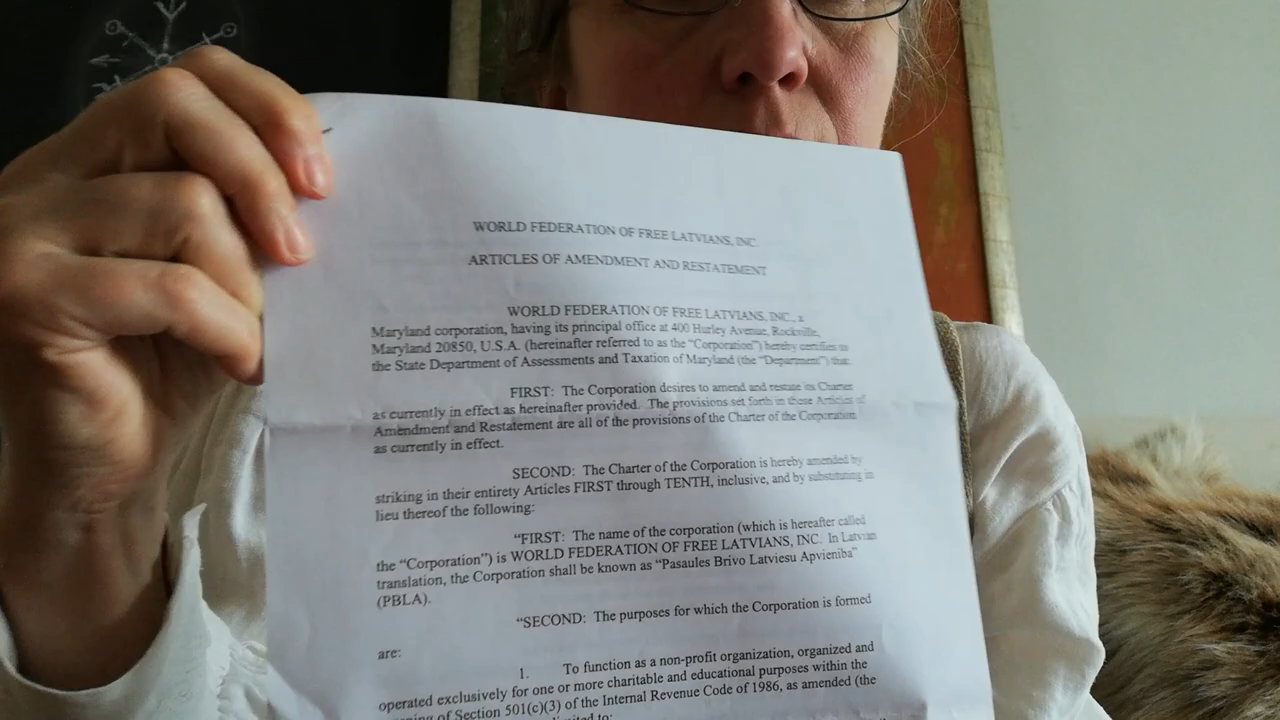 WORLD FEDERATION OF FREE LATVIANS, INC.
ARTICLES OF AMENDMENT AND RESTATEMENT
WORLD FEDERATION OF FREE LATVIANS, INC., a
Maryland corporation, having its principal office at 400 Hurley Avenue, Rockville,
Maryland 20850, U.S.A. (hereinafter referred to as the "Corporation") hereby certifies to
the State Department of Assessments and Taxation of Maryland (the "Department") that:
FIRST: The Corporation desires to amend and restate its Charter
as currently in effect as hereinafter provided. The provisions set forth in these Articles of
Amendment and Restatement are all of the provisions of the Charter of the Corporation
as currently in effect.
SECOND: The Charter of the Corporation is hereby amended by
striking in their entirety Articles FIRST through TENTH, inclusive, and by substituting in
lieu thereof the following:
"FIRST: The name of the corporation (which is hereafter called
the "Corporation") is WORLD FEDERATION OF FREE LATVIANS, INC. In Latvian
translation, the Corporation shall be known as "Pasaules Brivo Latviesu Apvieniba"
(PBLA).
"SECOND: The purposes for which the Corporation is formed
are:
1. To function as a non-profit organization, organized and
operated exclusively for one or more charitable and educational purposes within the
of Section 501(c)(3) of the Internal Revenue Code of 1986, as amended (the
to: